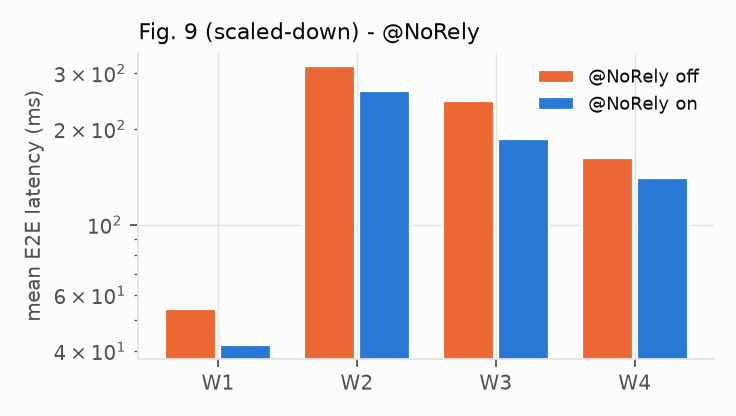 Fig. 9 (scaled-down) - @NoRely
mean E2E latency (ms)
3 × 10²
2 × 10²
10²
6 × 10¹
4 × 10¹
@NoRely off
@NoRely on
W1
W2
W3
W4